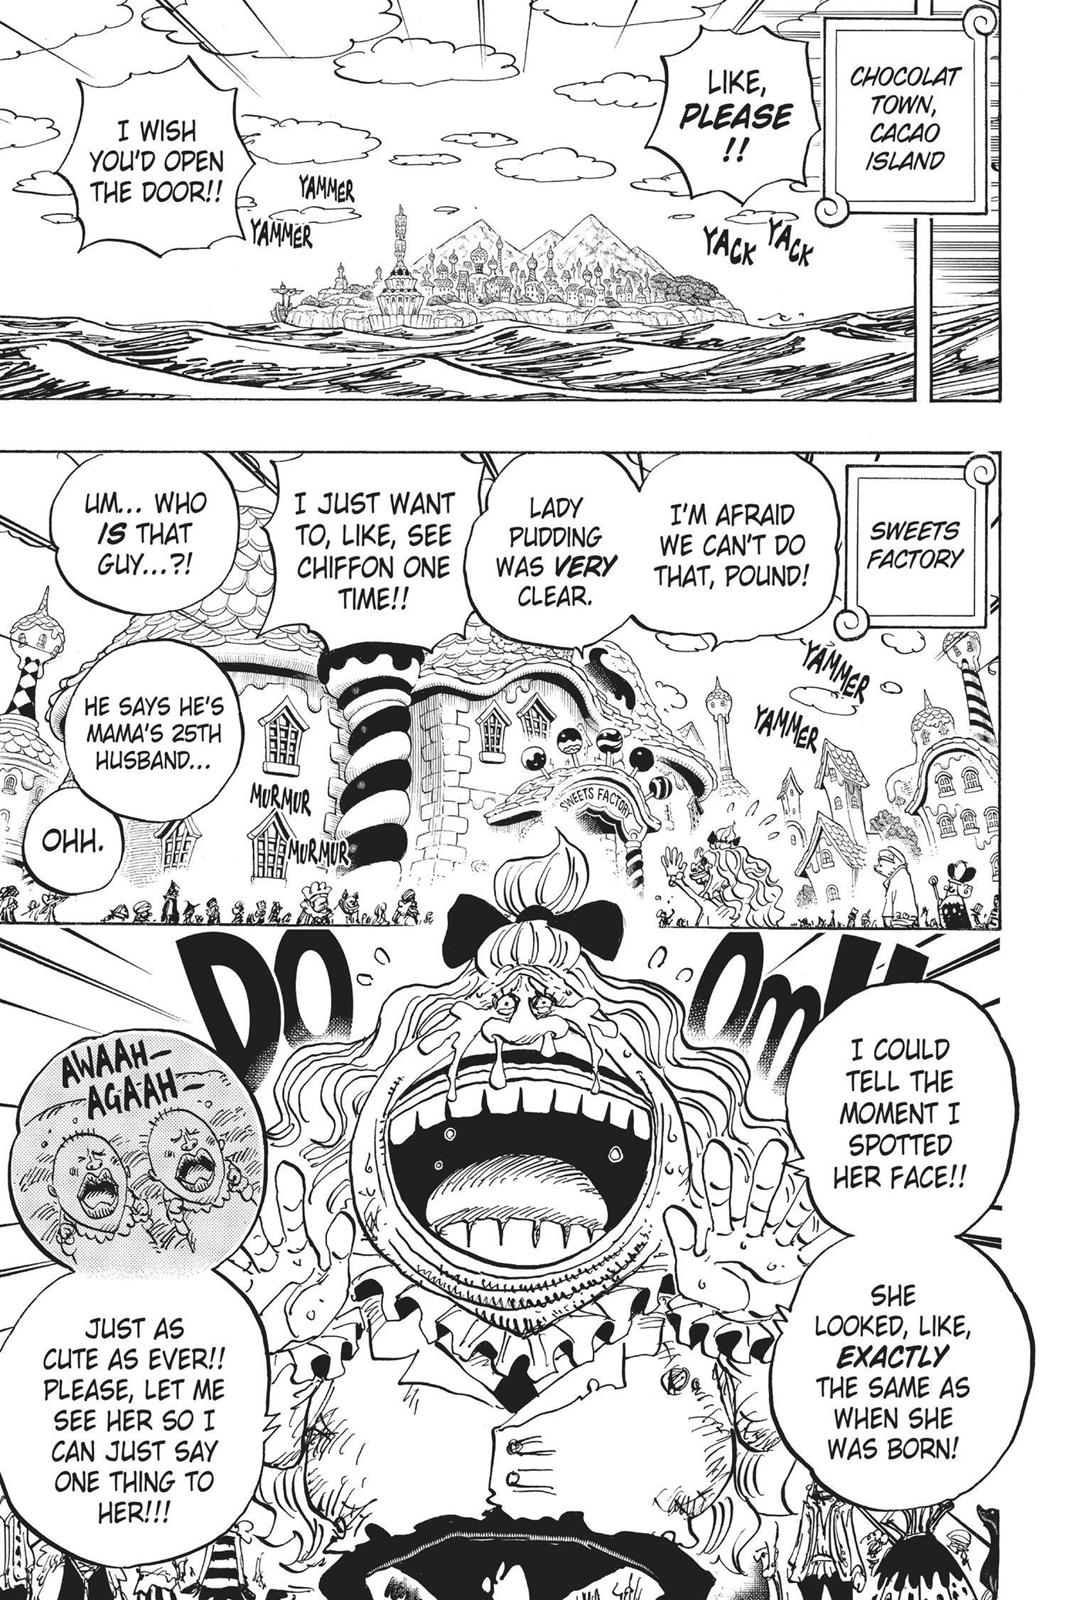 CHOCOLAT
TOWN,
CACAO
ISLAND
LIKE,
PLEASE
!!
I WISH
YOU'D OPEN
THE DOOR!!
YACK
YACK
YAMMER
YAMMER
SWEETS
FACTORY
I'M AFRAID
WE CAN'T DO
THAT, POUND!
LADY
PUDDING
WAS VERY
CLEAR.
I JUST WANT
TO, LIKE, SEE
CHIFFON ONE
TIME!!
UM... WHO
IS THAT
GUY...?!
HE SAYS HE'S
MAMA'S 25TH
HUSBAND...
OHH.
YAMMER
YAMMER
SWEETS FACTORY
MURMUR
MURMUR
DOOM!!
I COULD
TELL THE
MOMENT I
SPOTTED
HER FACE!!
SHE
LOOKED, LIKE,
EXACTLY
THE SAME AS
WHEN SHE
WAS BORN!
AWAAH—
AGAAH—
JUST AS
CUTE AS EVER!!
PLEASE, LET ME
SEE HER SO I
CAN JUST SAY
ONE THING TO
HER!!!